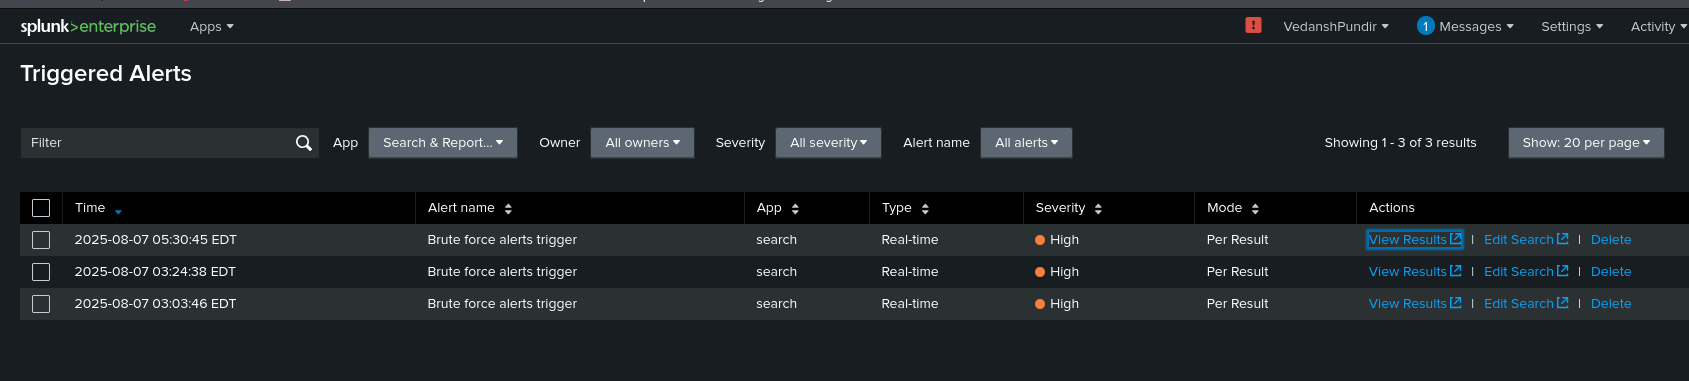 splunk>enterprise Apps VedanshPundir 1 Messages Settings Activity
Triggered Alerts
Filter App Search & Report... Owner All owners Severity All severity Alert name All alerts Showing 1 - 3 of 3 results Show: 20 per page
Time Alert name App Type Severity Mode Actions
2025-08-07 05:30:45 EDT Brute force alerts trigger search Real-time High Per Result View Results | Edit Search | Delete
2025-08-07 03:24:38 EDT Brute force alerts trigger search Real-time High Per Result View Results | Edit Search | Delete
2025-08-07 03:03:46 EDT Brute force alerts trigger search Real-time High Per Result View Results | Edit Search | Delete